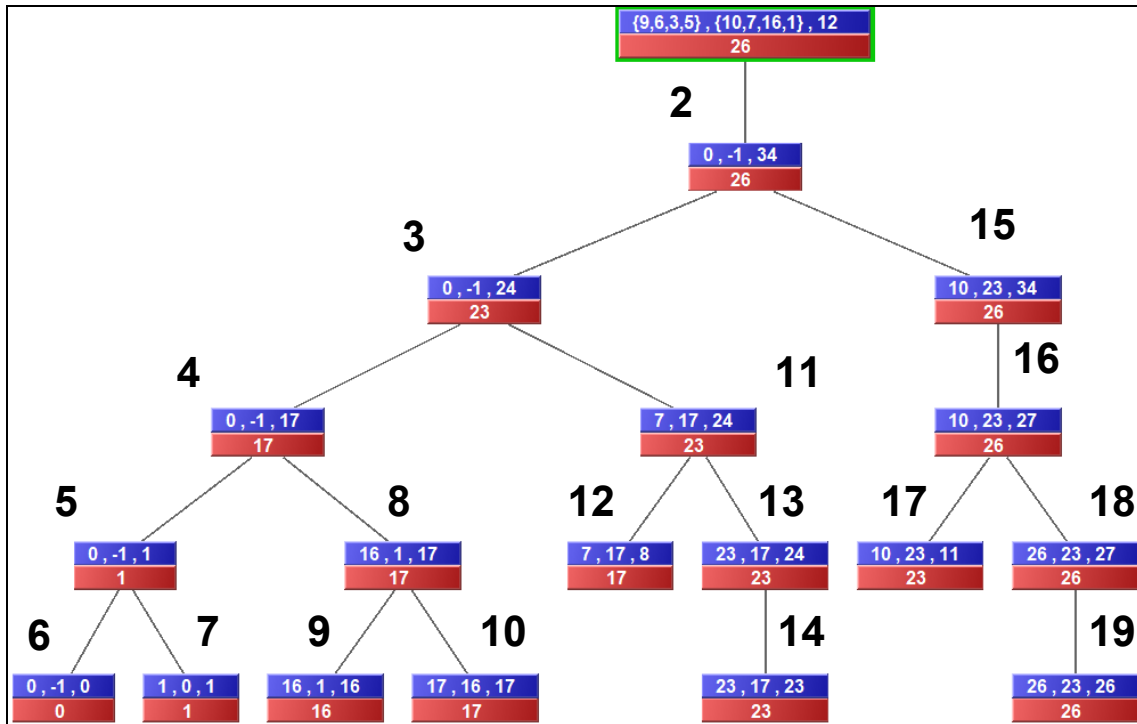 {9,6,3,5} , {10,7,16,1} , 12
26
2
0 , -1 , 34
26
3
15
0 , -1 , 24
23
10 , 23 , 34
26
4
11
16
0 , -1 , 17
17
7 , 17 , 24
23
10 , 23 , 27
26
5
8
12
13
17
18
0 , -1 , 1
1
16 , 1 , 17
17
7 , 17 , 8
17
23 , 17 , 24
23
10 , 23 , 11
23
26 , 23 , 27
26
6
7
9
10
14
19
0 , -1 , 0
0
1 , 0 , 1
1
16 , 1 , 16
16
17 , 16 , 17
17
23 , 17 , 23
23
26 , 23 , 26
26